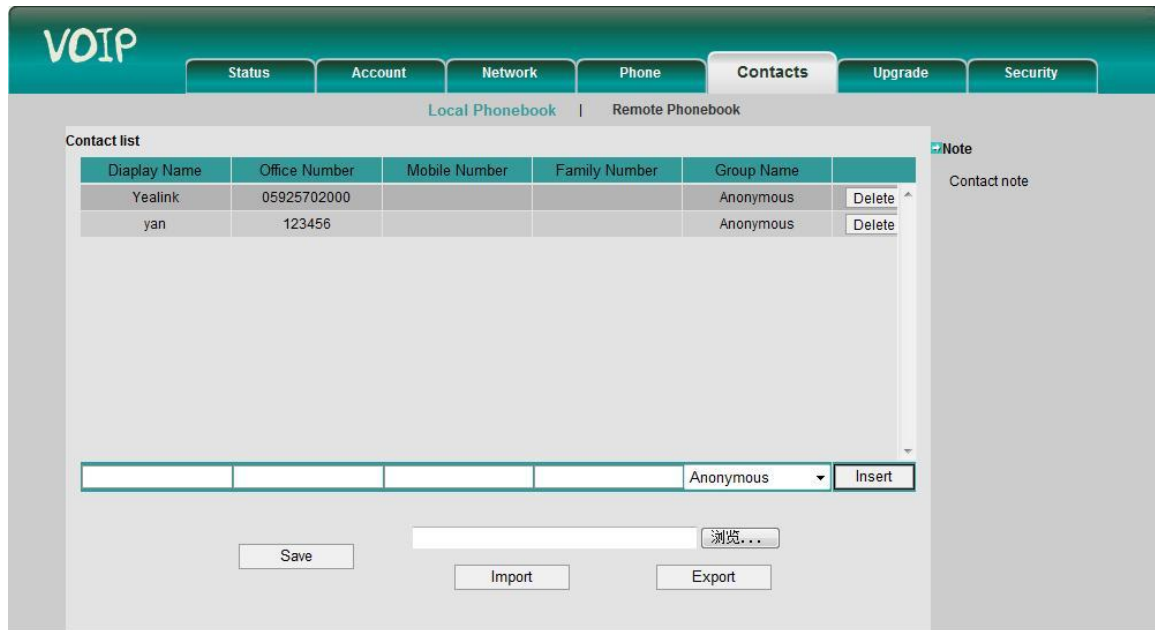 VOIP
Status Account Network Phone Contacts Upgrade Security
Local Phonebook | Remote Phonebook
Contact list
Note
Diaplay Name Office Number Mobile Number Family Number Group Name
Contact note
Yealink 05925702000 Anonymous Delete
yan 123456 Anonymous Delete
Anonymous Insert
浏览...
Save
Import Export